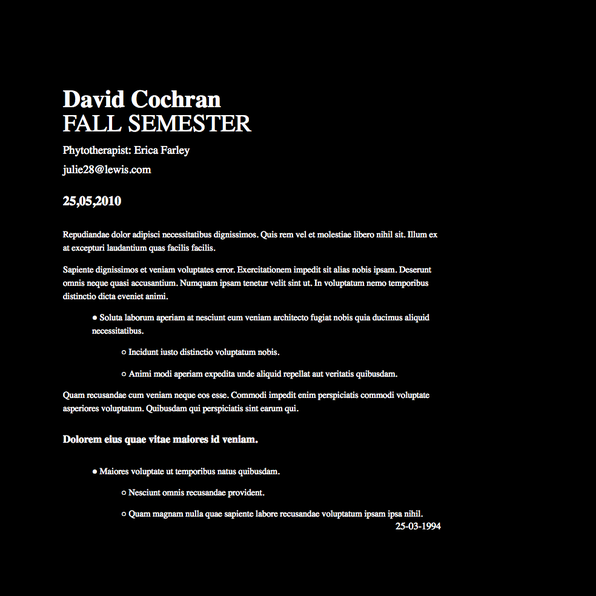 David Cochran
FALL SEMESTER
Phytotherapist: Erica Farley
julie28@lewis.com
25,05,2010
Repudiandae dolor adipisci necessitatibus dignissimos. Quis rem vel et molestiae libero nihil sit. Illum ex
at excepturi laudantium quas facilis facilis.
Sapiente dignissimos et veniam voluptates error. Exercitationem impedit sit alias nobis ipsam. Deserunt
omnis neque quasi accusantium. Numquam ipsam tenetur velit sint ut. In voluptatum nemo temporibus
distinctio dicta eveniet animi.
● Soluta laborum aperiam at nesciunt eum veniam architecto fugiat nobis quia ducimus aliquid
necessitatibus.
○ Incidunt iusto distinctio voluptatum nobis.
○ Animi modi aperiam expedita unde aliquid repellat aut veritatis quibusdam.
Quam recusandae cum veniam neque eos esse. Commodi impedit enim perspiciatis commodi voluptate
asperiores voluptatum. Quibusdam qui perspiciatis sint earum qui.
Dolorem eius quae vitae maiores id veniam.
● Maiores voluptate ut temporibus natus quibusdam.
○ Nesciunt omnis recusandae provident.
○ Quam magnam nulla quae sapiente labore recusandae voluptatum ipsam ipsa nihil.
25-03-1994